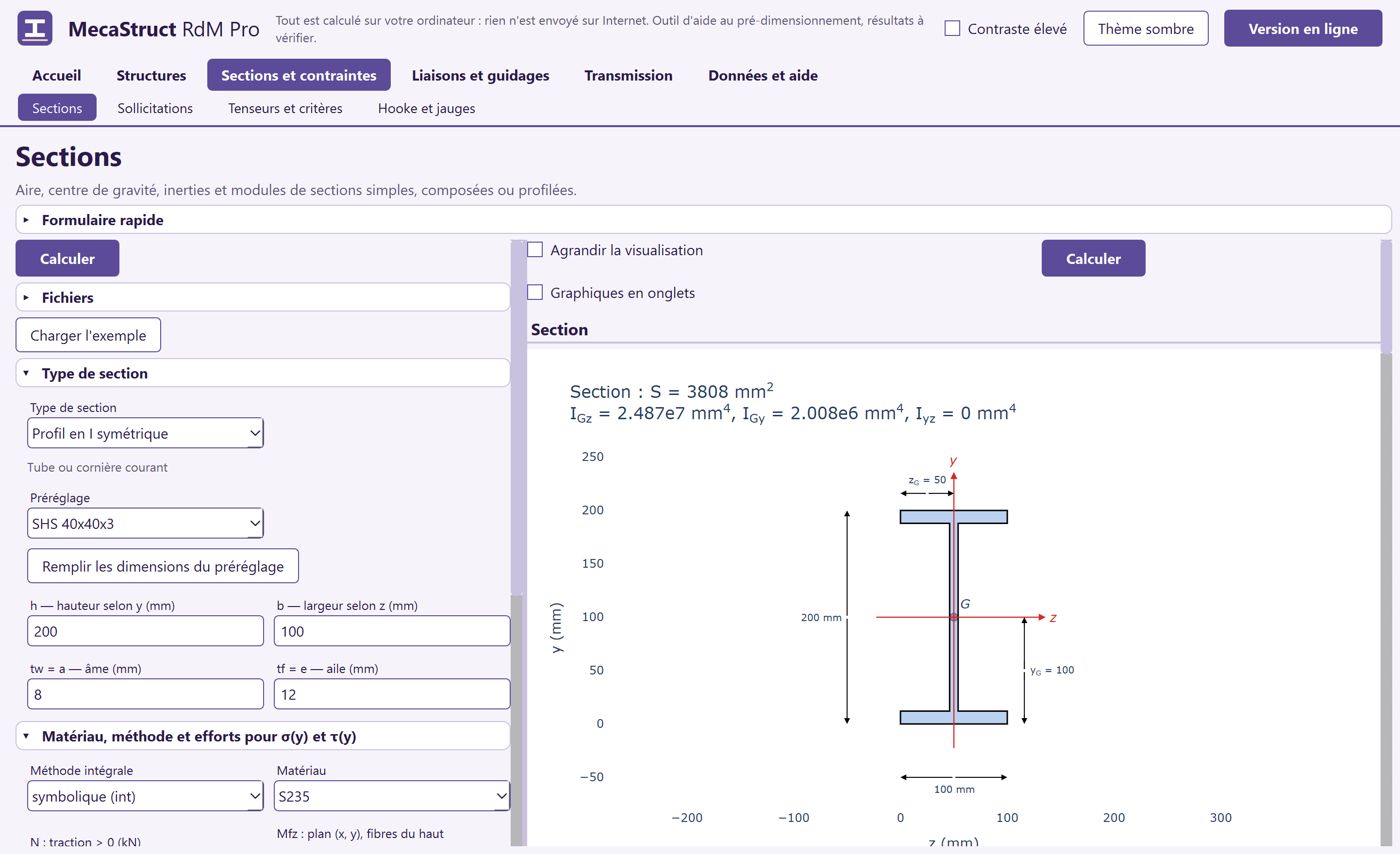 MecaStruct RdM Pro
Tout est calculé sur votre ordinateur : rien n'est envoyé sur Internet. Outil d'aide au pré-dimensionnement, résultats à
vérifier.
Contraste élevé
Thème sombre
Version en ligne
Accueil
Structures
Sections et contraintes
Liaisons et guidages
Transmission
Données et aide
Sections
Sollicitations
Tenseurs et critères
Hooke et jauges
Sections
Aire, centre de gravité, inerties et modules de sections simples, composées ou profilées.
Formulaire rapide
Calculer
Fichiers
Charger l'exemple
Type de section
Type de section
Profil en I symétrique
Tube ou cornière courant
Préréglage
SHS 40x40x3
Remplir les dimensions du préréglage
h — hauteur selon y (mm)
b — largeur selon z (mm)
200
100
tw = a — âme (mm)
tf = e — aile (mm)
8
12
Matériau, méthode et efforts pour σ(y) et τ(y)
Méthode intégrale
Matériau
symbolique (int)
S235
N : traction > 0 (kN)
Mfz : plan (x, y), fibres du haut
Agrandir la visualisation
Calculer
Graphiques en onglets
Section
Section : S = 3808 mm²
I_Gz = 2.487e7 mm⁴, I_Gy = 2.008e6 mm⁴, I_yz = 0 mm⁴
250
200
150
100
50
0
−50
y (mm)
y
z_G = 50
200 mm
G
z
y_G = 100
100 mm
−200
−100
0
100
200
300
z (mm)